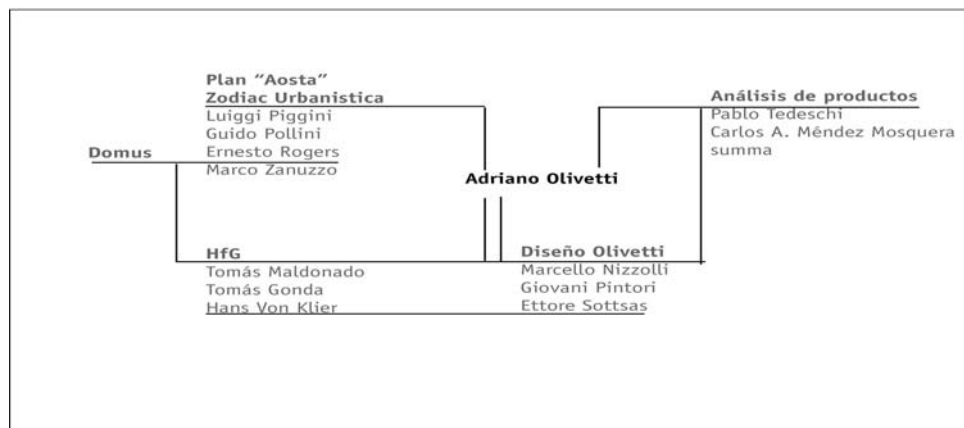 Plan “Aosta”
Zodiac Urbanistica
Luiggi Piggini
Guido Pollini
Ernesto Rogers
Marco Zanuzzo
Domus
Adriano Olivetti
Análisis de productos
Pablo Tedeschi
Carlos A. Méndez Mosquera
summa
HfG
Tomás Maldonado
Tomás Gonda
Hans Von Klier
Diseño Olivetti
Marcello Nizzolli
Giovani Pintori
Ettore Sottsas